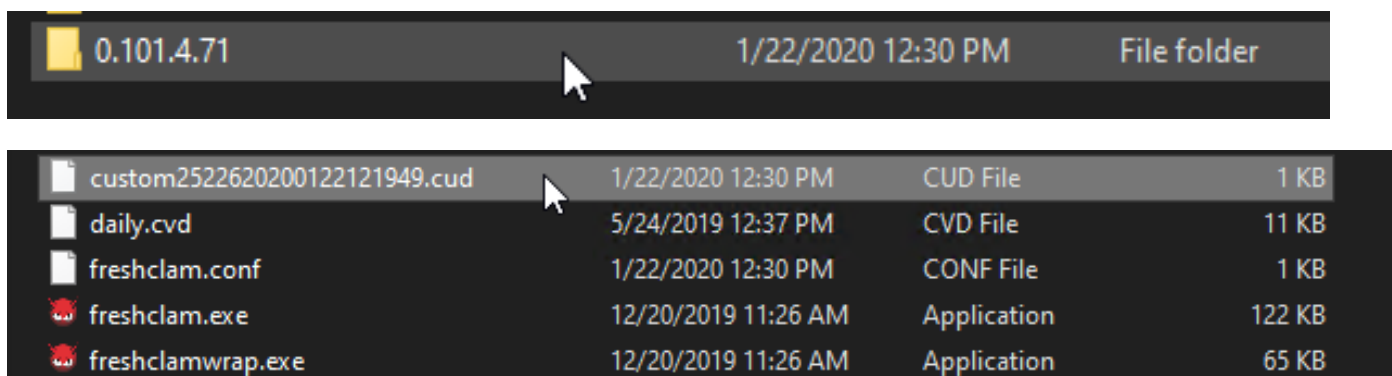 0.101.4.71 1/22/2020 12:30 PM File folder
custom2522620200122121949.cud 1/22/2020 12:30 PM CUD File 1 KB
daily.cvd 5/24/2019 12:37 PM CVD File 11 KB
freshclam.conf 1/22/2020 12:30 PM CONF File 1 KB
freshclam.exe 12/20/2019 11:26 AM Application 122 KB
freshclamwrap.exe 12/20/2019 11:26 AM Application 65 KB